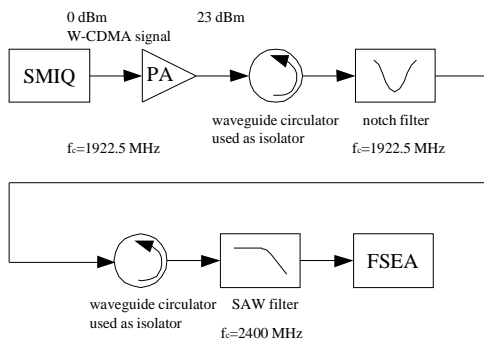 0 dBm 23 dBm
W-CDMA signal
SMIQ PA
waveguide circulator notch filter
used as isolator
fc=1922.5 MHz fc=1922.5 MHz
FSEA
waveguide circulator SAW filter
used as isolator
fc=2400 MHz